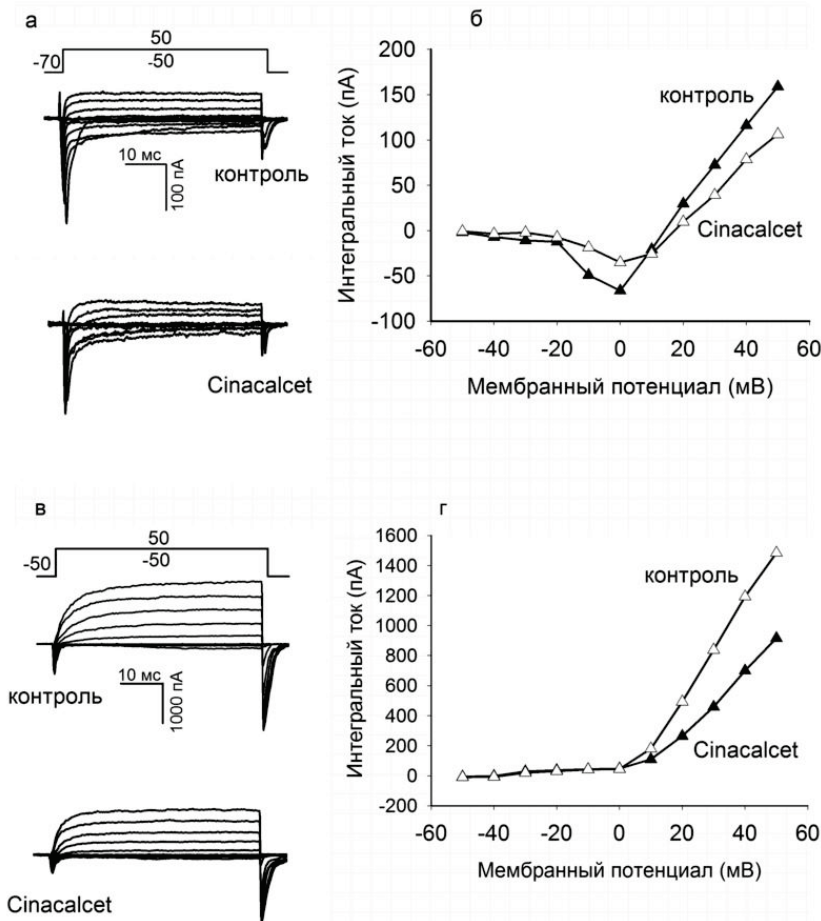 а
50
-70
-50
10 мс
100 пА
контроль
Cinacalcet
б
Интегральный ток (пА)
200
150
100
50
0
-50
-100
контроль
Cinacalcet
-60 -40 -20 0 20 40 60
Мембранный потенциал (мВ)
в
50
-50
-50
10 мс
1000 пА
контроль
Cinacalcet
г
Интегральный ток (пА)
1600
1400
1200
1000
800
600
400
200
0
-200
контроль
Cinacalcet
-60 -40 -20 0 20 40 60
Мембранный потенциал (мВ)